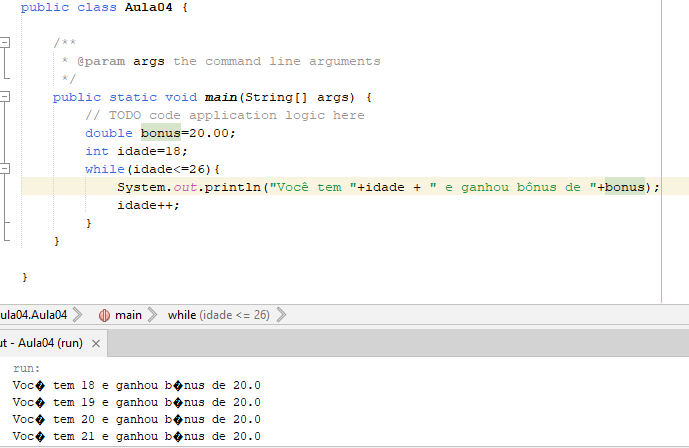 public class Aula04 {
/**
* @param args the command line arguments
*/
public static void main(String[] args) {
// TODO code application logic here
double bonus=20.00;
int idade=18;
while(idade<=26){
System.out.println("Você tem "+idade + " e ganhou bônus de "+bonus);
idade++;
}
}
}
ula04.Aula04 main while (idade <= 26)
ut - Aula04 (run) ×
run:
Voc� tem 18 e ganhou b�nus de 20.0
Voc� tem 19 e ganhou b�nus de 20.0
Voc� tem 20 e ganhou b�nus de 20.0
Voc� tem 21 e ganhou b�nus de 20.0